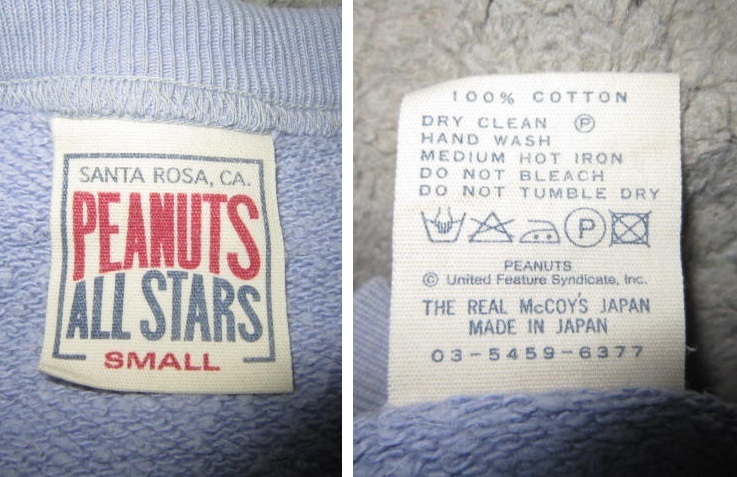 SANTA ROSA, CA.
PEANUTS
ALL STARS
SMALL
100% COTTON
DRY CLEAN Ⓟ
HAND WASH
MEDIUM HOT IRON
DO NOT BLEACH
DO NOT TUMBLE DRY
P
PEANUTS
© United Feature Syndicate, Inc.
THE REAL McCOY'S JAPAN
MADE IN JAPAN
03-5459-6377